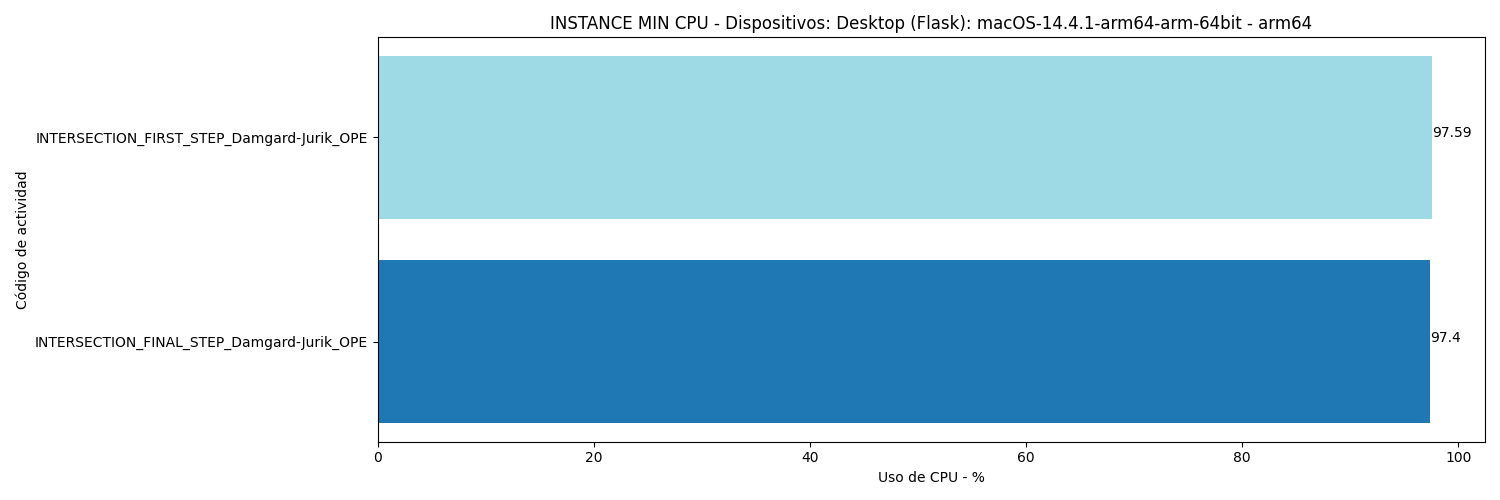 INSTANCE MIN CPU - Dispositivos: Desktop (Flask): macOS-14.4.1-arm64-arm-64bit - arm64
Código de actividad
INTERSECTION_FIRST_STEP_Damgard-Jurik_OPE
97.59
INTERSECTION_FINAL_STEP_Damgard-Jurik_OPE
97.4
0 20 40 60 80 100
Uso de CPU - %